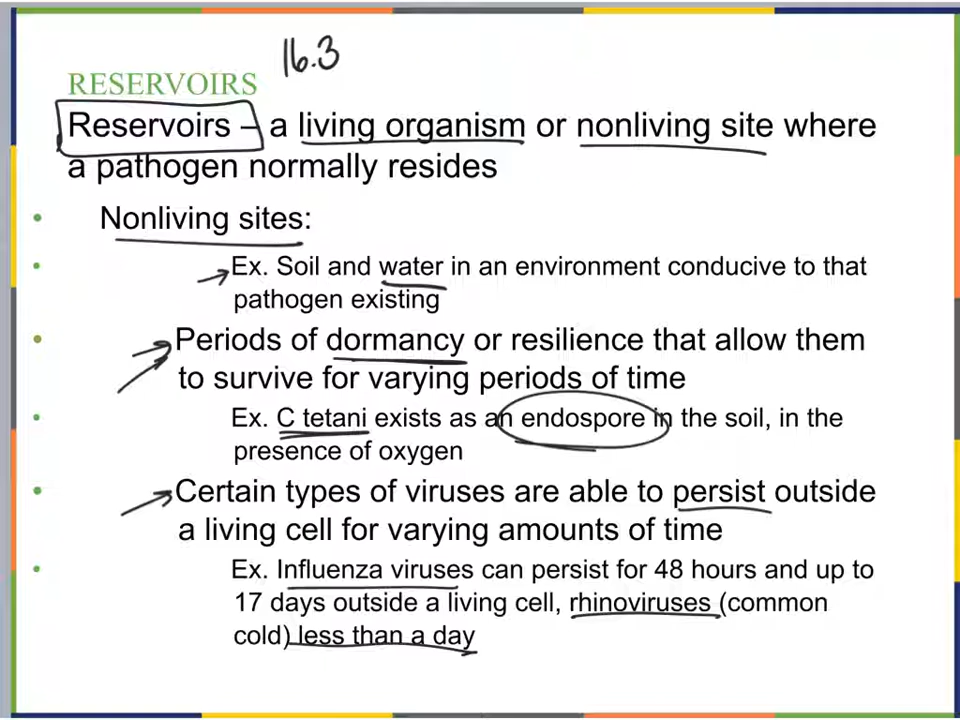 16.3
RESERVOIRS
Reservoirs – a living organism or nonliving site where
a pathogen normally resides
• Nonliving sites:
• Ex. Soil and water in an environment conducive to that
pathogen existing
• Periods of dormancy or resilience that allow them
to survive for varying periods of time
• Ex. C tetani exists as an endospore in the soil, in the
presence of oxygen
• Certain types of viruses are able to persist outside
a living cell for varying amounts of time
• Ex. Influenza viruses can persist for 48 hours and up to
17 days outside a living cell, rhinoviruses (common
cold) less than a day